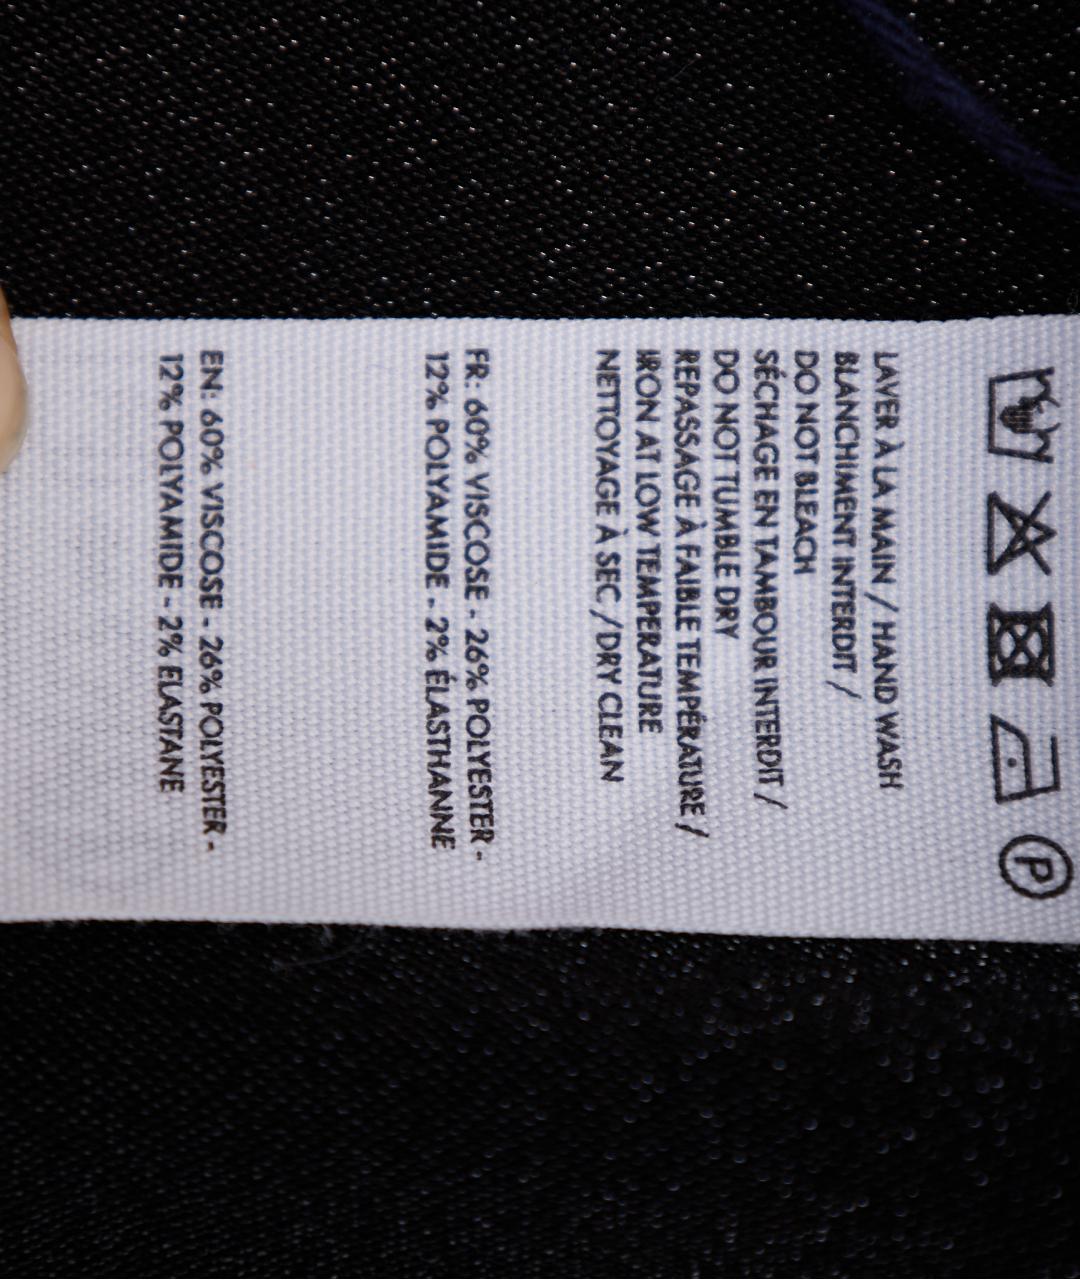 P
LAVER À LA MAIN / HAND WASH
BLANCHIMENT INTERDIT /
DO NOT BLEACH
SÉCHAGE EN TAMBOUR INTERDIT /
DO NOT TUMBLE DRY
REPASSAGE À FAIBLE TEMPÉRATURE /
IRON AT LOW TEMPERATURE
NETTOYAGE À SEC / DRY CLEAN
FR: 60% VISCOSE - 26% POLYESTER -
12% POLYAMIDE - 2% ÉLASTHANNE
EN: 60% VISCOSE - 26% POLYESTER -
12% POLYAMIDE - 2% ELASTANE